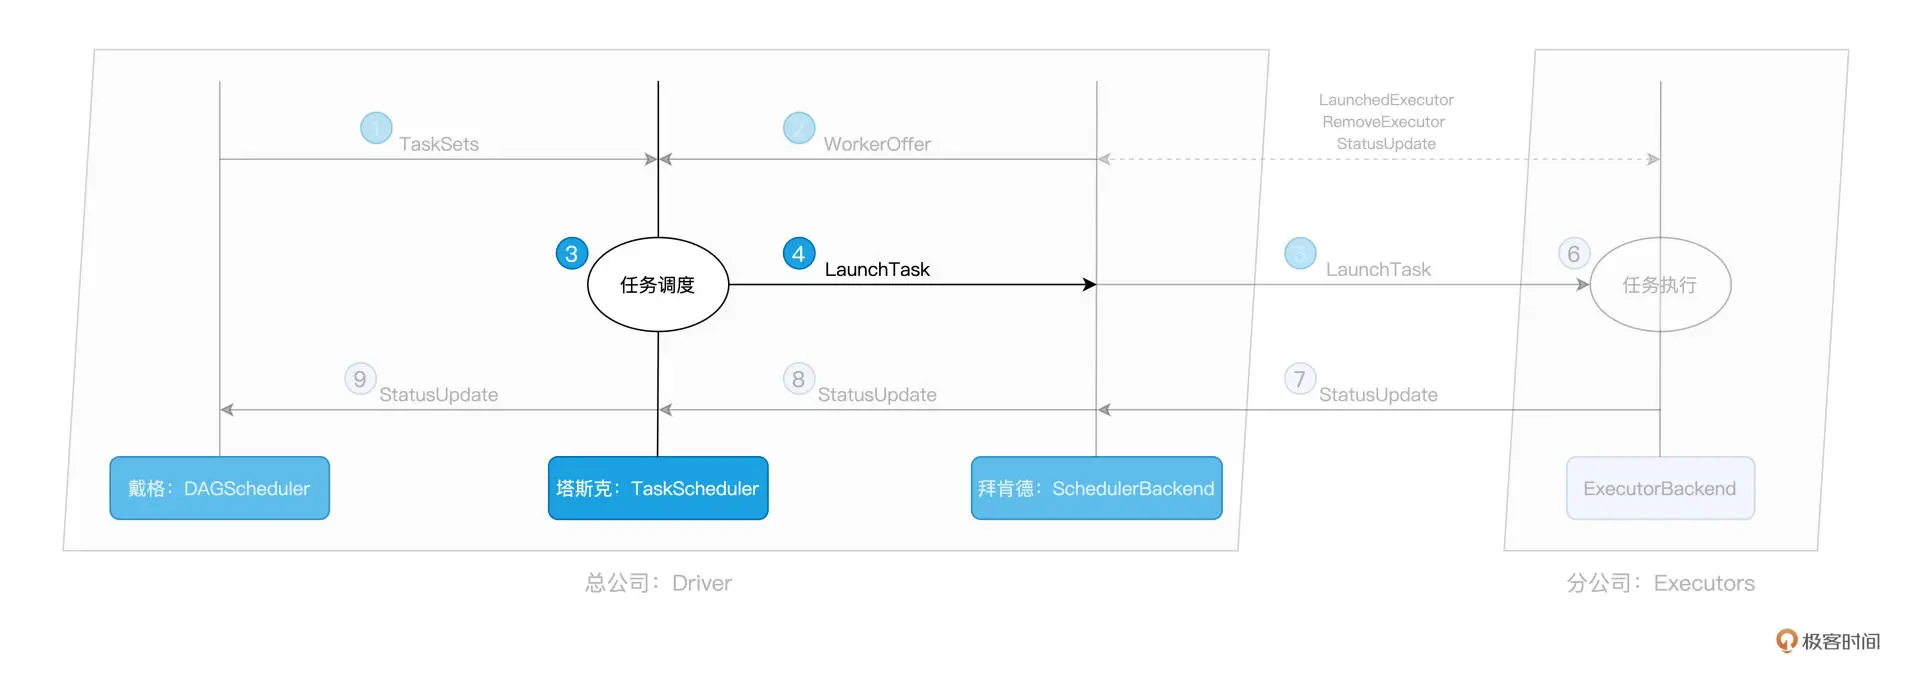 LaunchedExecutor
RemoveExecutor
StatusUpdate
1
TaskSets
2
WorkerOffer
3
任务调度
4
LaunchTask
5
LaunchTask
6
任务执行
9
StatusUpdate
8
StatusUpdate
7
StatusUpdate
戴格：DAGScheduler
塔斯克：TaskScheduler
拜肯德：SchedulerBackend
ExecutorBackend
总公司：Driver
分公司：Executors
极客时间